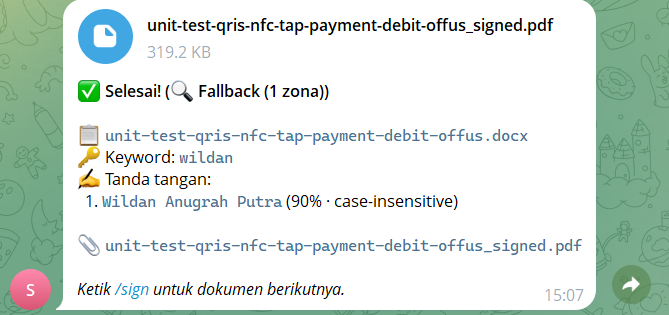 unit-test-qris-nfc-tap-payment-debit-offus_signed.pdf
319.2 KB
✅ Selesai! (🔍 Fallback (1 zona))
📋 unit-test-qris-nfc-tap-payment-debit-offus.docx
🔑 Keyword: wildan
✍️ Tanda tangan:
1. Wildan Anugrah Putra (90% · case-insensitive)
📎 unit-test-qris-nfc-tap-payment-debit-offus_signed.pdf
Ketik /sign untuk dokumen berikutnya.
15:07
S